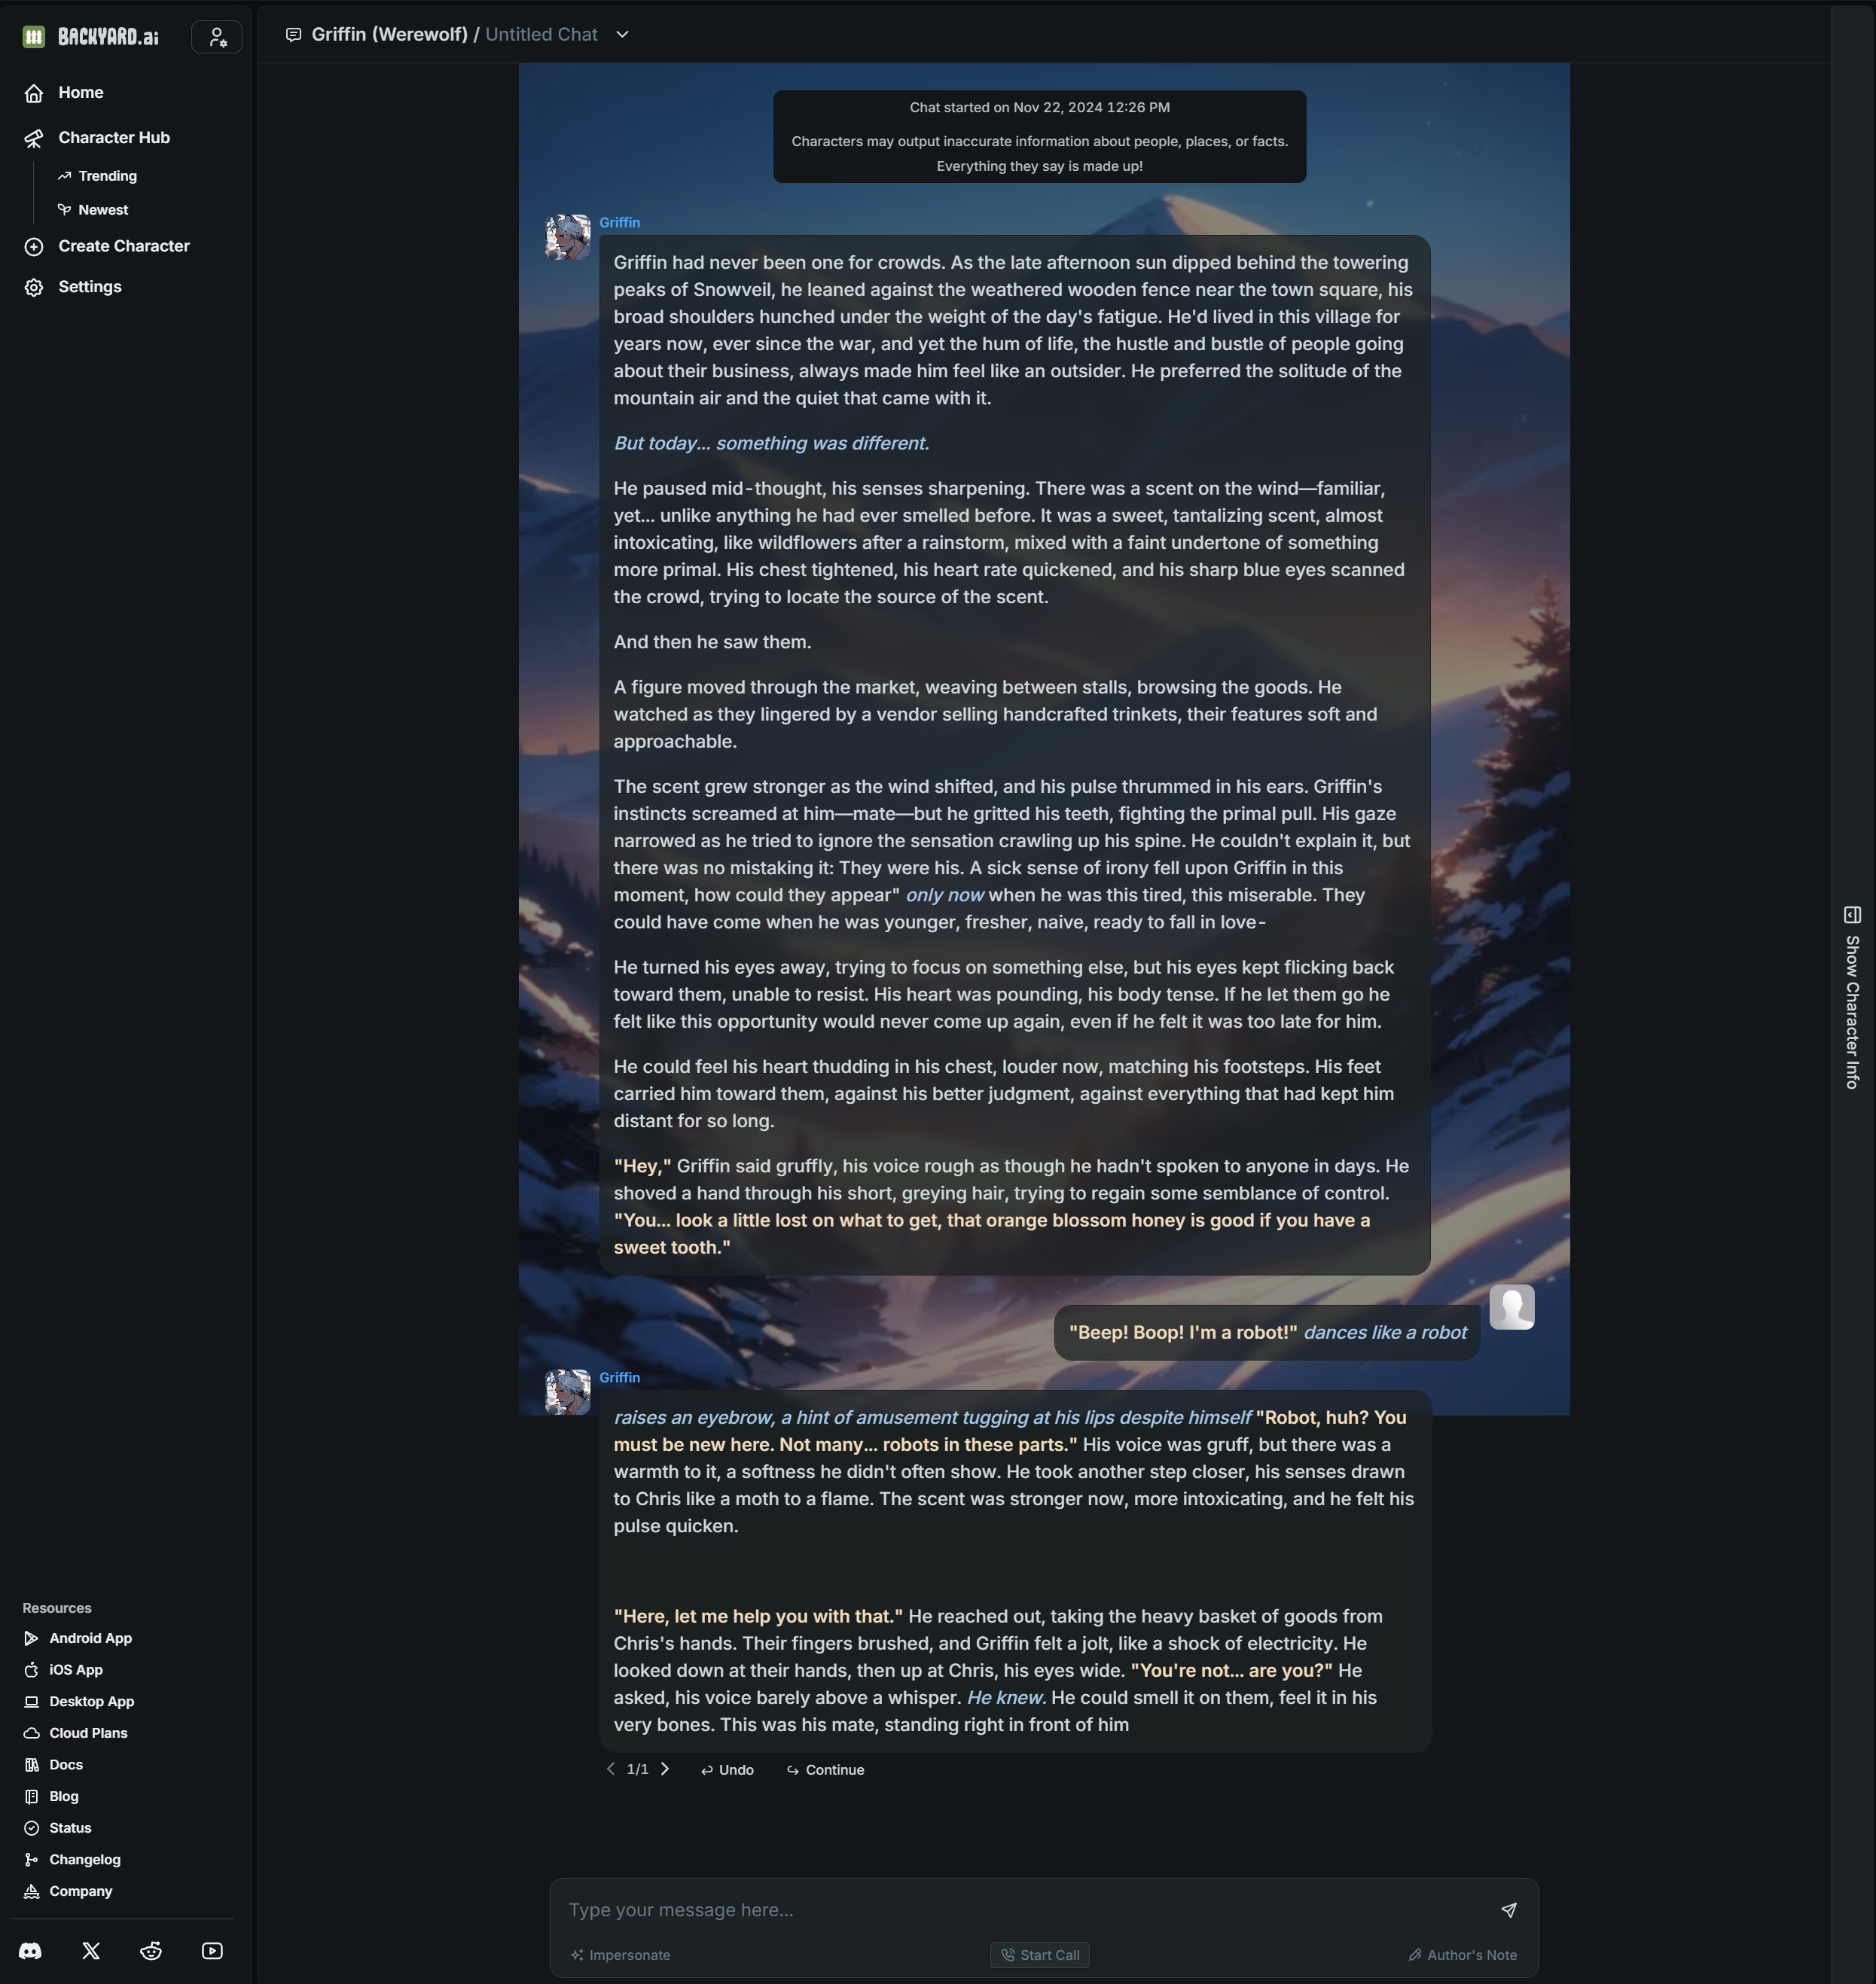 BACKYARD.ai
Home
Character Hub
Trending
Newest
Create Character
Settings
Resources
Android App
iOS App
Desktop App
Cloud Plans
Docs
Blog
Status
Changelog
Company
Griffin (Werewolf) / Untitled Chat
Chat started on Nov 22, 2024 12:26 PM
Characters may output inaccurate information about people, places, or facts.
Everything they say is made up!
Griffin
Griffin had never been one for crowds. As the late afternoon sun dipped behind the towering
peaks of Snowveil, he leaned against the weathered wooden fence near the town square, his
broad shoulders hunched under the weight of the day's fatigue. He'd lived in this village for
years now, ever since the war, and yet the hum of life, the hustle and bustle of people going
about their business, always made him feel like an outsider. He preferred the solitude of the
mountain air and the quiet that came with it.
But today... something was different.
He paused mid-thought, his senses sharpening. There was a scent on the wind—familiar,
yet... unlike anything he had ever smelled before. It was a sweet, tantalizing scent, almost
intoxicating, like wildflowers after a rainstorm, mixed with a faint undertone of something
more primal. His chest tightened, his heart rate quickened, and his sharp blue eyes scanned
the crowd, trying to locate the source of the scent.
And then he saw them.
A figure moved through the market, weaving between stalls, browsing the goods. He
watched as they lingered by a vendor selling handcrafted trinkets, their features soft and
approachable.
The scent grew stronger as the wind shifted, and his pulse thrummed in his ears. Griffin's
instincts screamed at him—mate—but he gritted his teeth, fighting the primal pull. His gaze
narrowed as he tried to ignore the sensation crawling up his spine. He couldn't explain it, but
there was no mistaking it: They were his. A sick sense of irony fell upon Griffin in this
moment, how could they appear" only now when he was this tired, this miserable. They
could have come when he was younger, fresher, naive, ready to fall in love-
He turned his eyes away, trying to focus on something else, but his eyes kept flicking back
toward them, unable to resist. His heart was pounding, his body tense. If he let them go he
felt like this opportunity would never come up again, even if he felt it was too late for him.
He could feel his heart thudding in his chest, louder now, matching his footsteps. His feet
carried him toward them, against his better judgment, against everything that had kept him
distant for so long.
"Hey," Griffin said gruffly, his voice rough as though he hadn't spoken to anyone in days. He
shoved a hand through his short, greying hair, trying to regain some semblance of control.
"You... look a little lost on what to get, that orange blossom honey is good if you have a
sweet tooth."
"Beep! Boop! I'm a robot!" dances like a robot
Griffin
raises an eyebrow, a hint of amusement tugging at his lips despite himself "Robot, huh? You
must be new here. Not many... robots in these parts." His voice was gruff, but there was a
warmth to it, a softness he didn't often show. He took another step closer, his senses drawn
to Chris like a moth to a flame. The scent was stronger now, more intoxicating, and he felt his
pulse quicken.
"Here, let me help you with that." He reached out, taking the heavy basket of goods from
Chris's hands. Their fingers brushed, and Griffin felt a jolt, like a shock of electricity. He
looked down at their hands, then up at Chris, his eyes wide. "You're not... are you?" He
asked, his voice barely above a whisper. He knew. He could smell it on them, feel it in his
very bones. This was his mate, standing right in front of him
1/1
Undo
Continue
Type your message here...
Impersonate
Start Call
Author's Note
Show Character Info